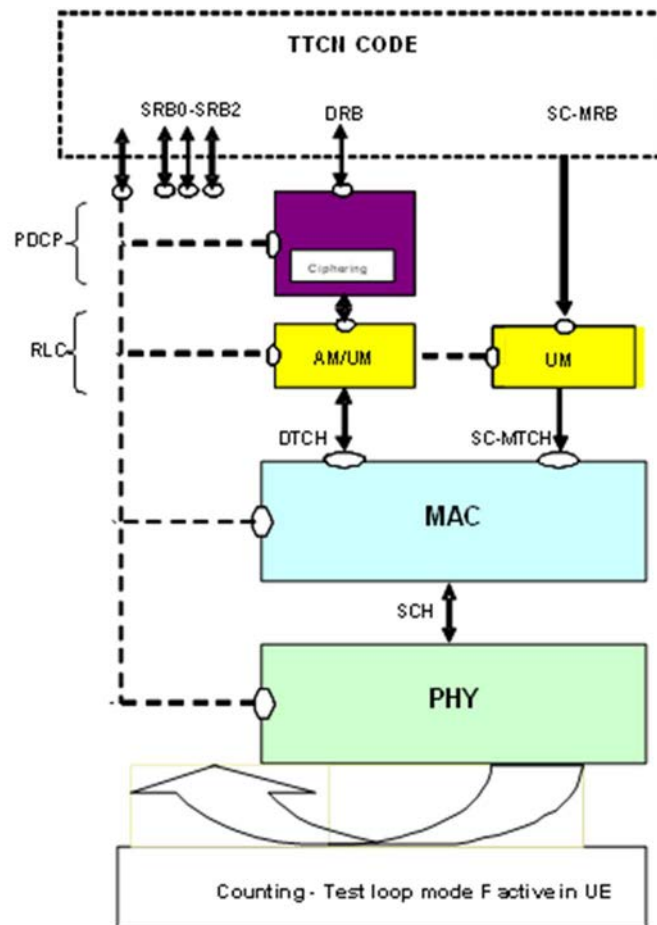 TTCN CODE
SRB0-SRB2
DRB
SC-MRB
PDCP
Ciphering
RLC
AM/UM
UM
DTCH
SC-MTCH
MAC
SCH
PHY
Counting - Test loop mode F active in UE